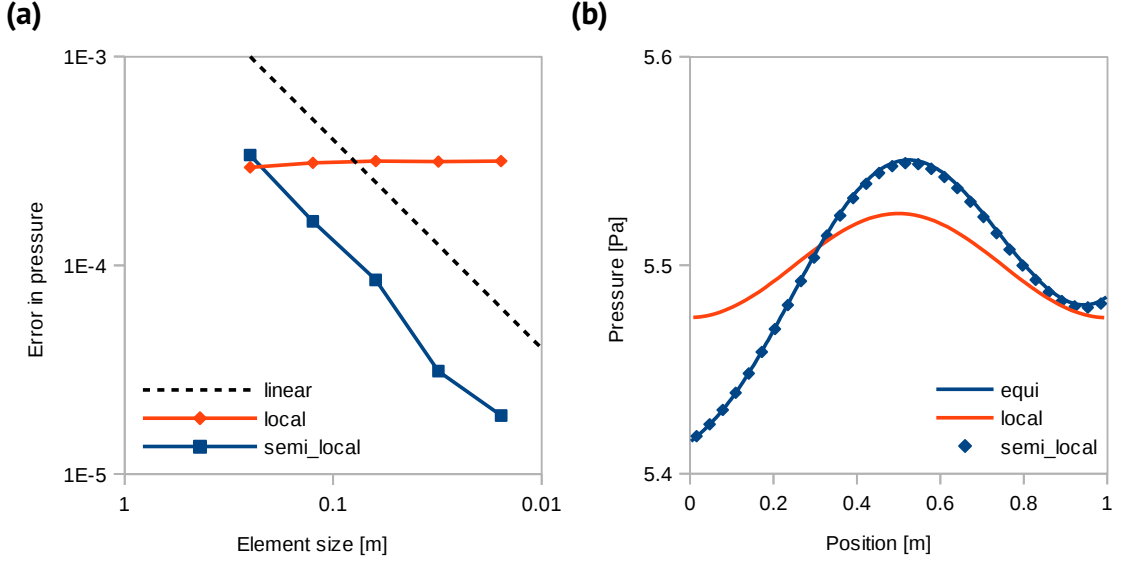 (a)
1E-3
1E-4
1E-5
Error in pressure
linear
local
semi_local
1
0.1
0.01
Element size [m]
(b)
5.6
5.50
5.4
Pressure [Pa]
equi
local
semi_local
0
0.2
0.4
0.6
0.8
1
Position [m]